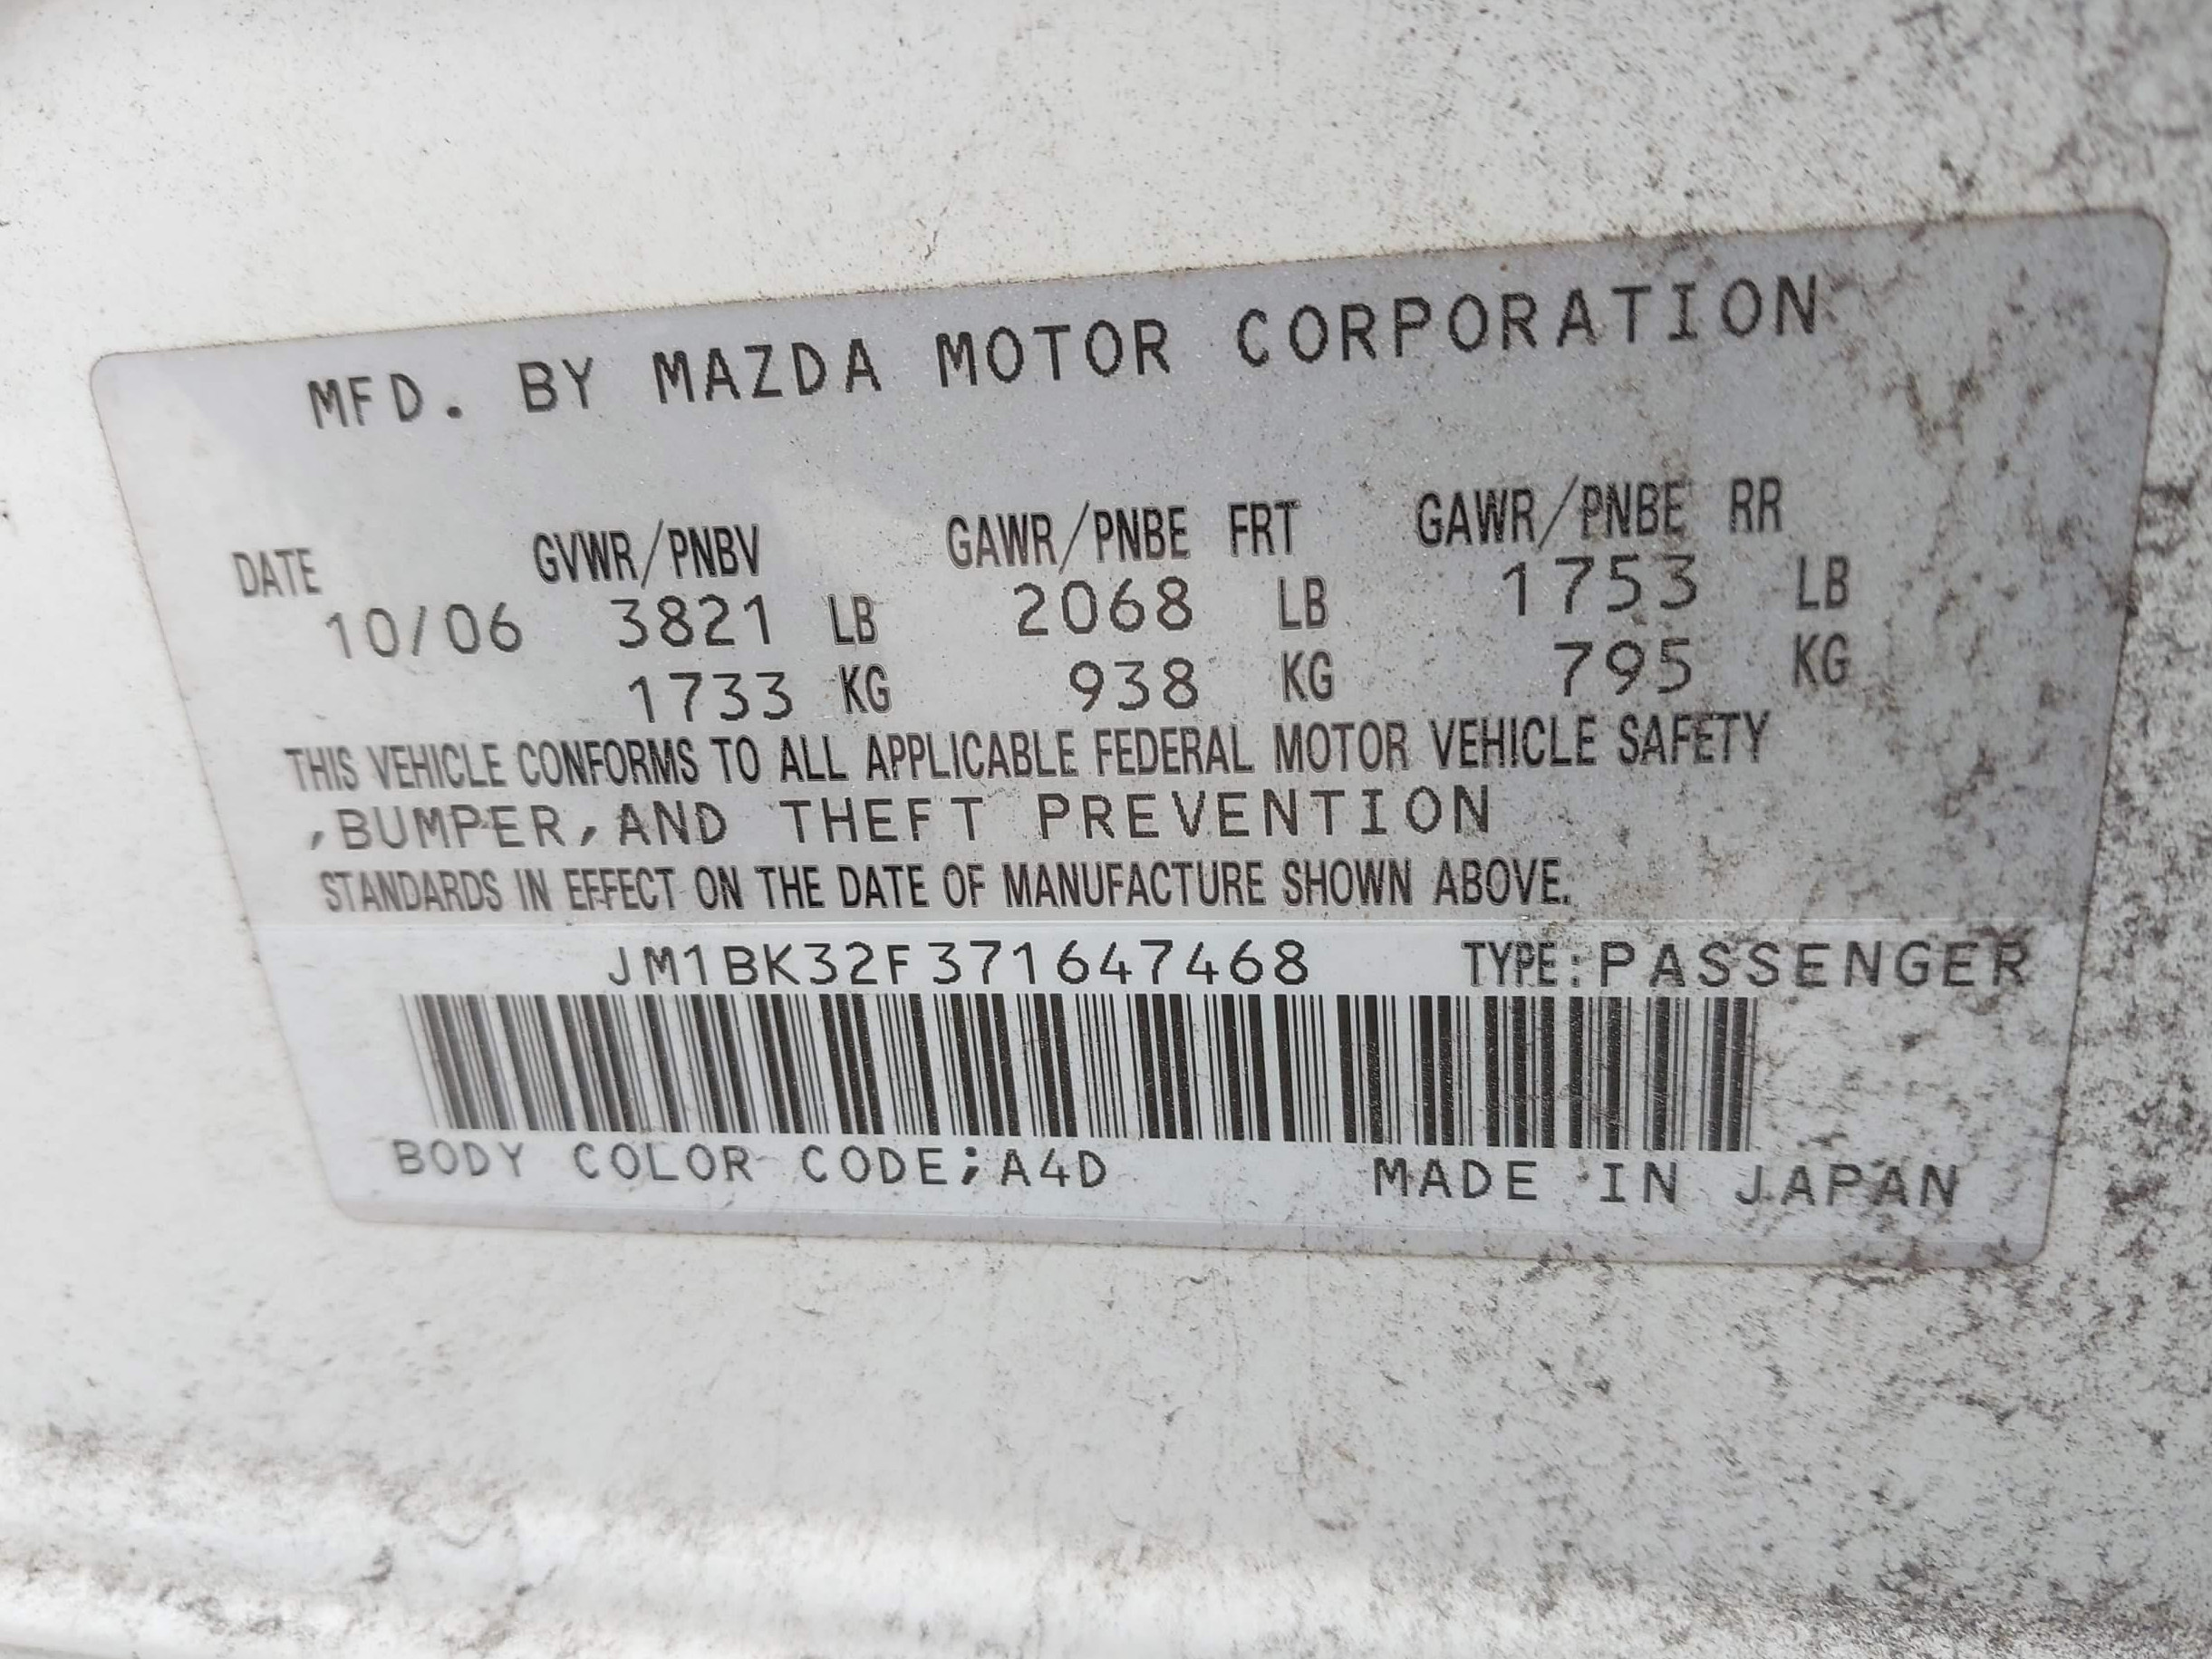 MFD. BY MAZDA MOTOR CORPORATION
DATE GVWR/PNBV GAWR/PNBE FRT GAWR/PNBE RR
10/06 3821 LB 2068 LB 1753 LB
1733 KG 938 KG 795 KG
THIS VEHICLE CONFORMS TO ALL APPLICABLE FEDERAL MOTOR VEHICLE SAFETY
,BUMPER,AND THEFT PREVENTION
STANDARDS IN EFFECT ON THE DATE OF MANUFACTURE SHOWN ABOVE.
JM1BK32F371647468 TYPE:PASSENGER
BODY COLOR CODE;A4D MADE IN JAPAN